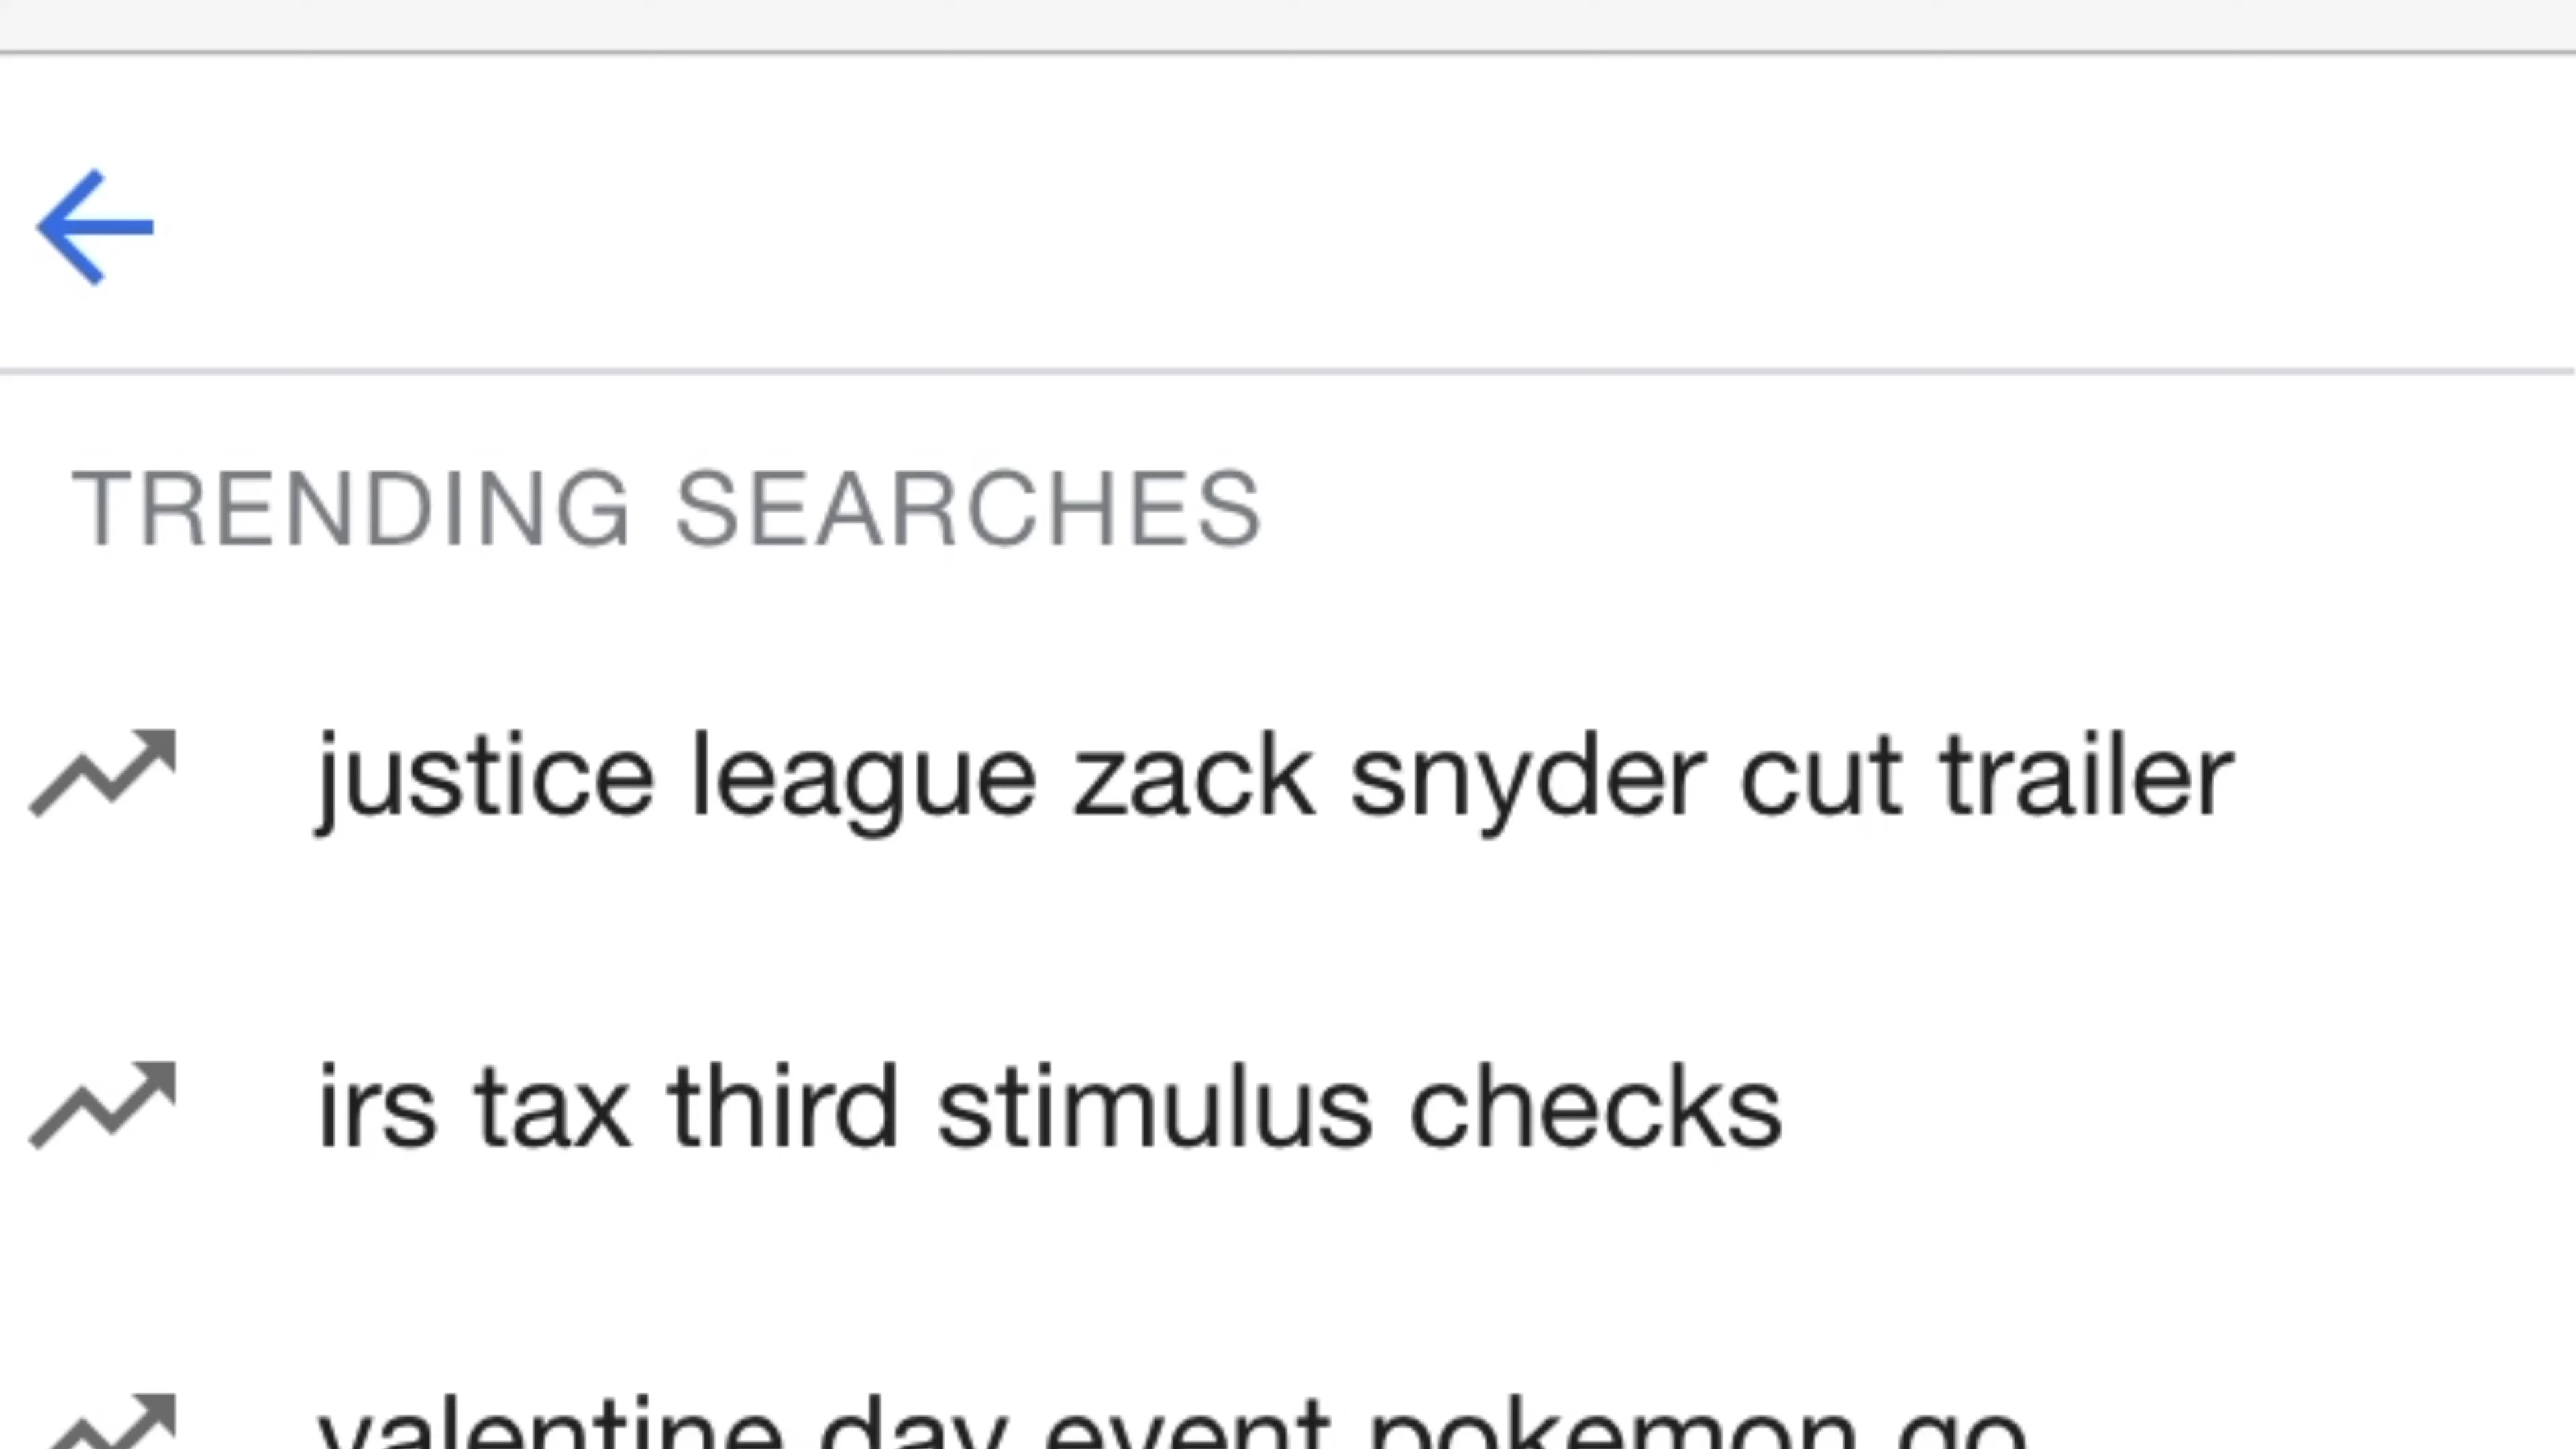 TRENDING SEARCHES
justice league zack snyder cut trailer
irs tax third stimulus checks
valentine day event pokemon go